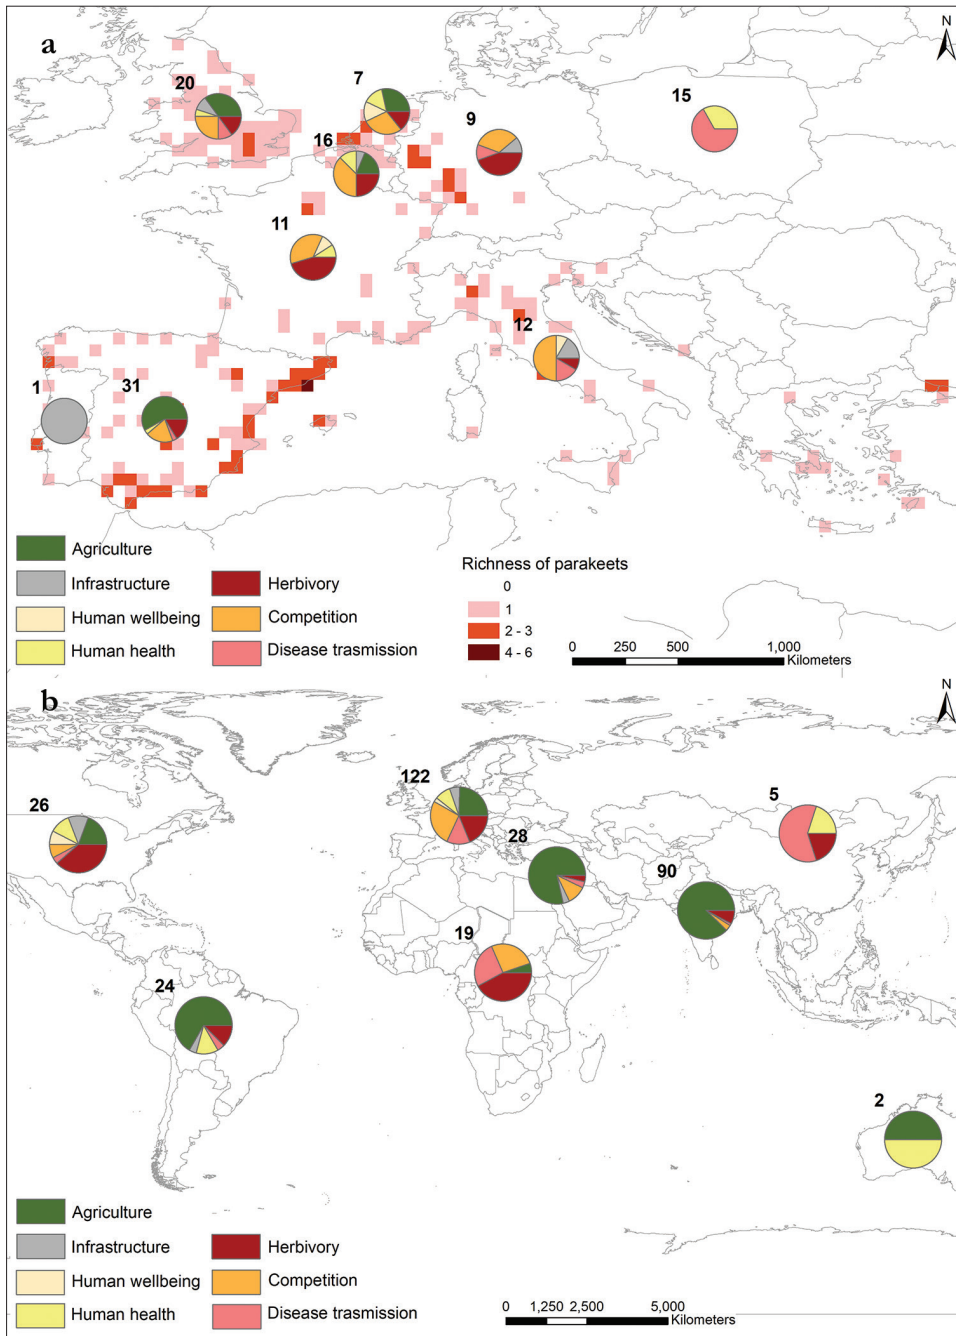 a
N
20
7
9
15
16
11
12
1
31
Agriculture
Infrastructure
Herbivory
Human wellbeing
Competition
Human health
Disease trasmission
Richness of parakeets
0
1
2 - 3
4 - 6
0 250 500 1,000
Kilometers
b
N
122
26
5
28
90
19
24
2
Agriculture
Infrastructure
Herbivory
Human wellbeing
Competition
Human health
Disease trasmission
0 1,250 2,500 5,000
Kilometers